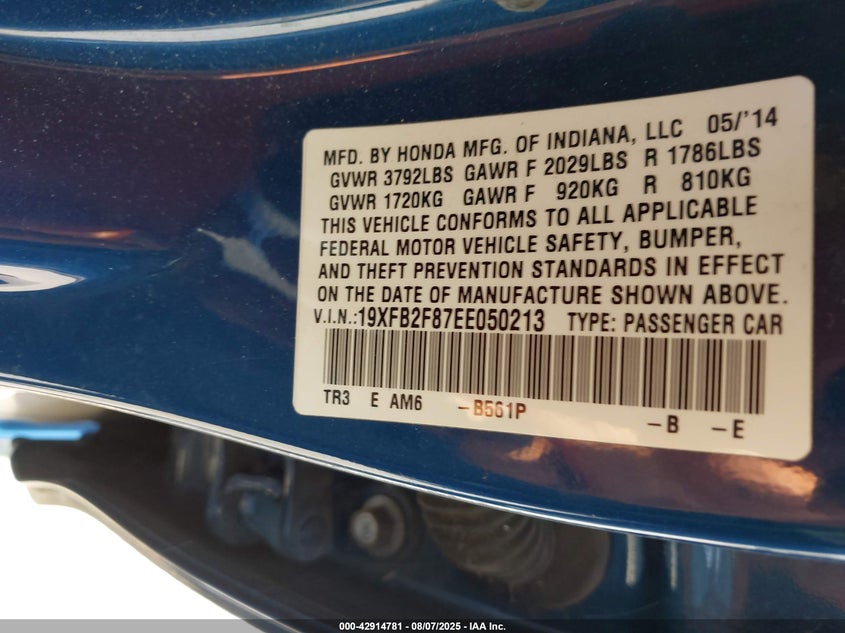 MFD. BY HONDA MFG. OF INDIANA, LLC 05/'14
GVWR 3792LBS GAWR F 2029LBS R 1786LBS
GVWR 1720KG GAWR F 920KG R 810KG
THIS VEHICLE CONFORMS TO ALL APPLICABLE
FEDERAL MOTOR VEHICLE SAFETY, BUMPER,
AND THEFT PREVENTION STANDARDS IN EFFECT
ON THE DATE OF MANUFACTURE SHOWN ABOVE.
V.I.N.:19XFB2F87EE050213 TYPE: PASSENGER CAR
TR3 E AM6 -B561P -B -E
000-42914781 - 08/07/2025 - IAA Inc.